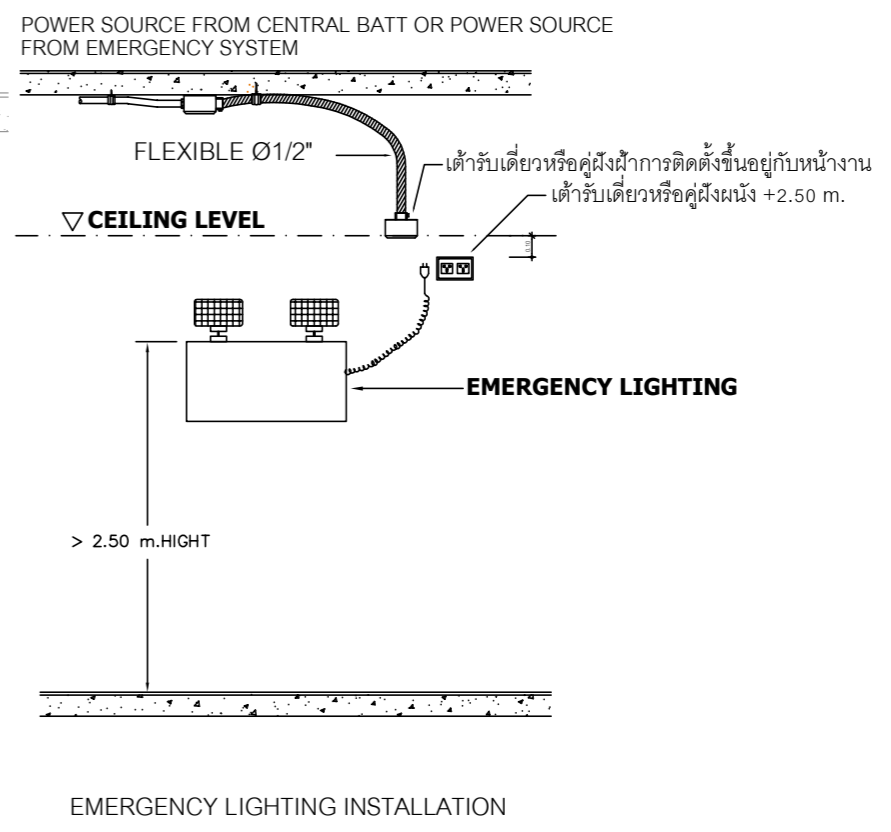 POWER SOURCE FROM CENTRAL BATT OR POWER SOURCE
FROM EMERGENCY SYSTEM
FLEXIBLE Ø1/2"
เต้ารับเดี่ยวหรือคู่ฝังฝ้าการติดตั้งขึ้นอยู่กับหน้างาน
เต้ารับเดี่ยวหรือคู่ฝังผนัง +2.50 m.
CEILING LEVEL
0.10
EMERGENCY LIGHTING
> 2.50 m.HIGHT
EMERGENCY LIGHTING INSTALLATION